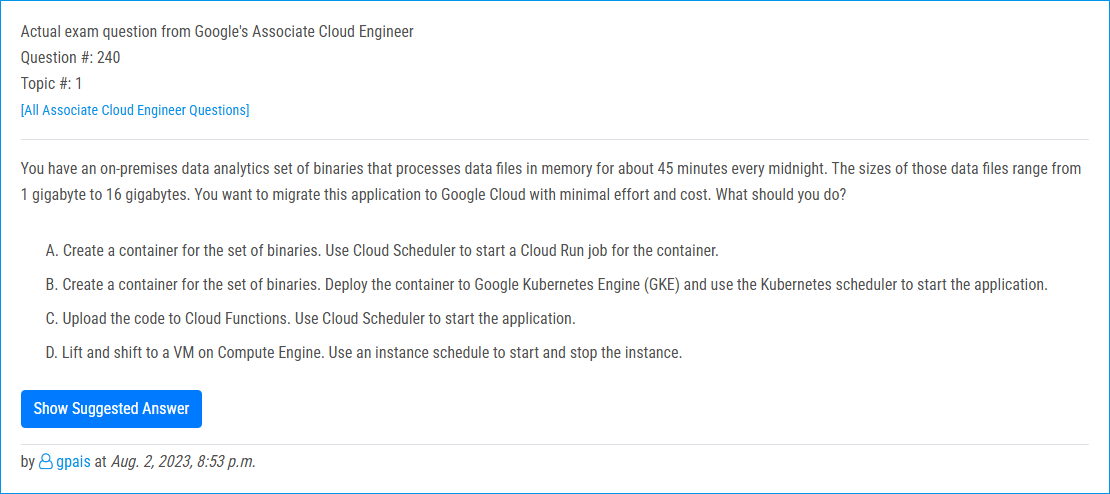 Actual exam question from Google's Associate Cloud Engineer
Question #: 240
Topic #: 1
[All Associate Cloud Engineer Questions]
You have an on-premises data analytics set of binaries that processes data files in memory for about 45 minutes every midnight. The sizes of those data files range from
1 gigabyte to 16 gigabytes. You want to migrate this application to Google Cloud with minimal effort and cost. What should you do?
A. Create a container for the set of binaries. Use Cloud Scheduler to start a Cloud Run job for the container.
B. Create a container for the set of binaries. Deploy the container to Google Kubernetes Engine (GKE) and use the Kubernetes scheduler to start the application.
C. Upload the code to Cloud Functions. Use Cloud Scheduler to start the application.
D. Lift and shift to a VM on Compute Engine. Use an instance schedule to start and stop the instance.
Show Suggested Answer
by gpais at Aug. 2, 2023, 8:53 p.m.